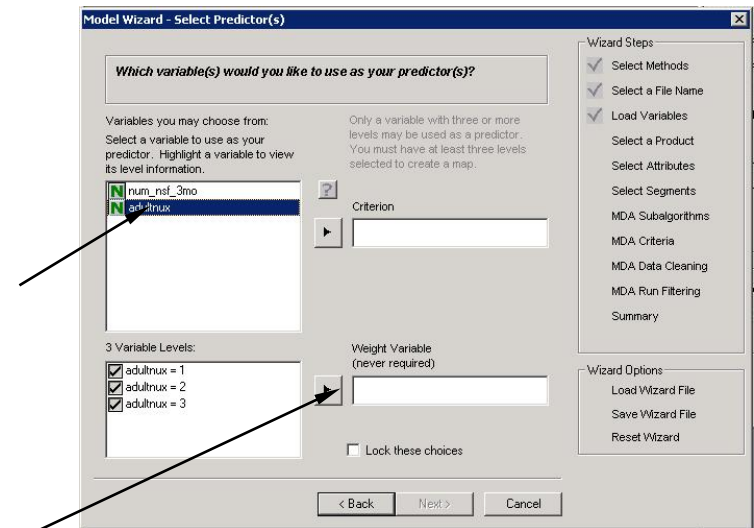 Model Wizard - Select Predictor(s)
Which variable(s) would you like to use as your predictor(s)?
Variables you may choose from:
Select a variable to use as your
predictor. Highlight a variable to view
its level information.
N num_nsf_3mo
N adultnux
Only a variable with three or more
levels may be used as a predictor.
You must have at least three levels
selected to create a map.
?
Criterion
3 Variable Levels:
adultnux = 1
adultnux = 2
adultnux = 3
Weight Variable
(never required)
Lock these choices
< Back
Next >
Cancel
Wizard Steps
Select Methods
Select a File Name
Load Variables
Select a Product
Select Attributes
Select Segments
MDA Subalgorithms
MDA Criteria
MDA Data Cleaning
MDA Run Filtering
Summary
Wizard Options
Load Wizard File
Save Wizard File
Reset Wizard